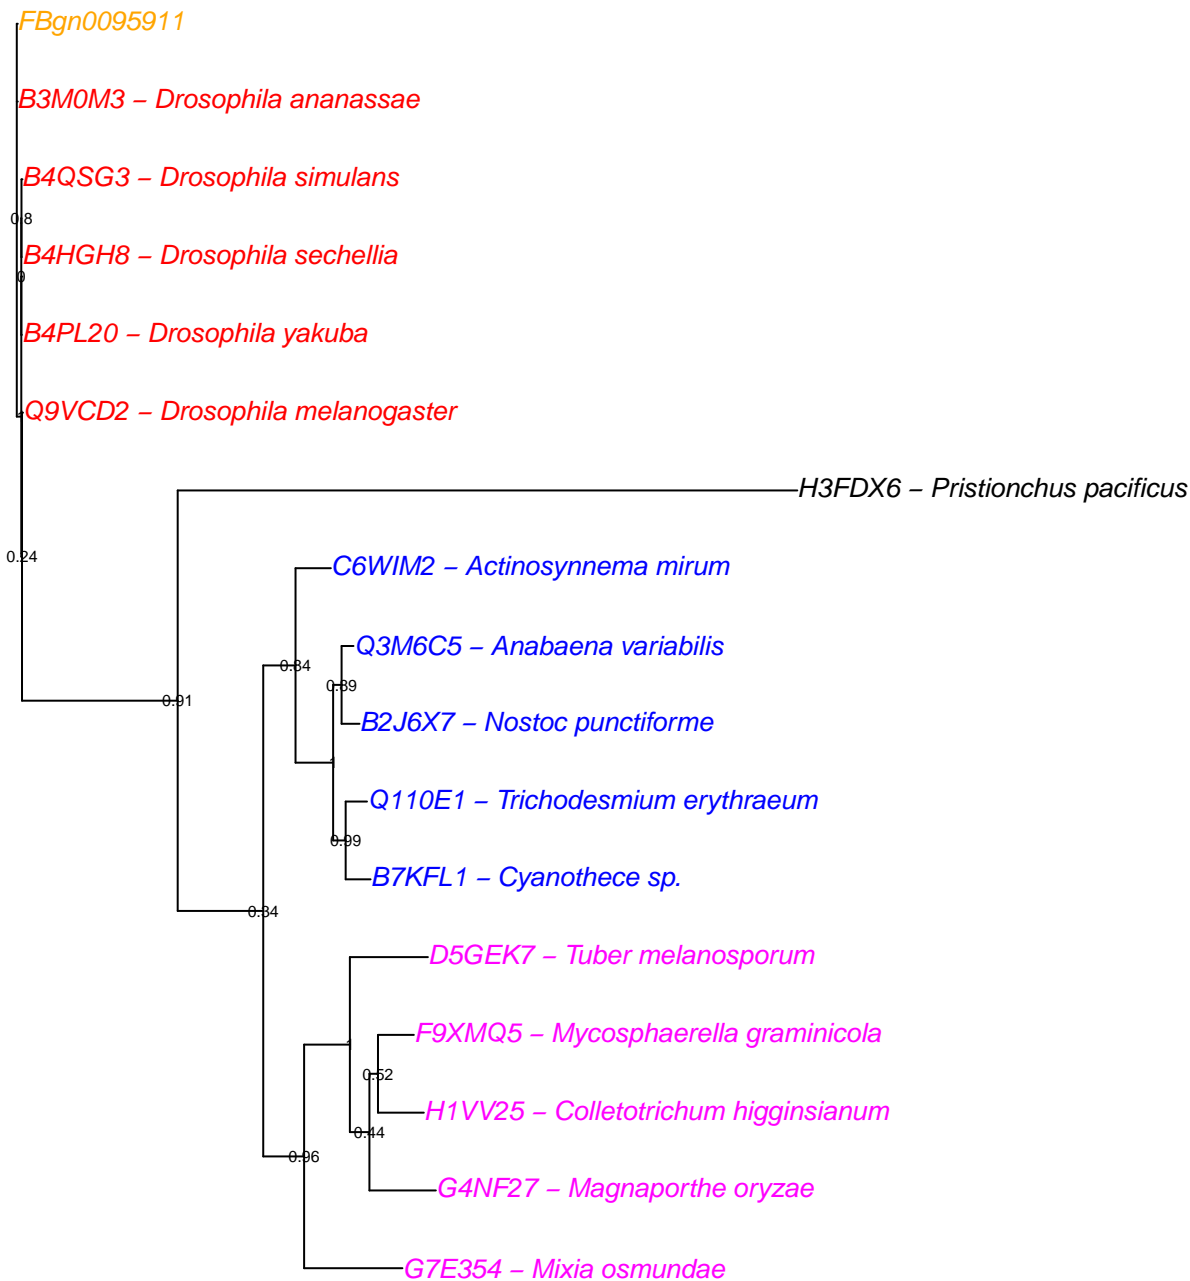 FBgn0095911
B3M0M3 – Drosophila ananassae
B4QSG3 – Drosophila simulans
0.8
B4HGH8 – Drosophila sechellia
0
B4PL20 – Drosophila yakuba
Q9VCD2 – Drosophila melanogaster
H3FDX6 – Pristionchus pacificus
0.24
C6WIM2 – Actinosynnema mirum
Q3M6C5 – Anabaena variabilis
0.84
0.89
0.91
B2J6X7 – Nostoc punctiforme
1
Q110E1 – Trichodesmium erythraeum
0.99
B7KFL1 – Cyanothece sp.
0.84
D5GEK7 – Tuber melanosporum
F9XMQ5 – Mycosphaerella graminicola
1
0.52
H1VV25 – Colletotrichum higginsianum
0.44
0.96
G4NF27 – Magnaporthe oryzae
G7E354 – Mixia osmundae